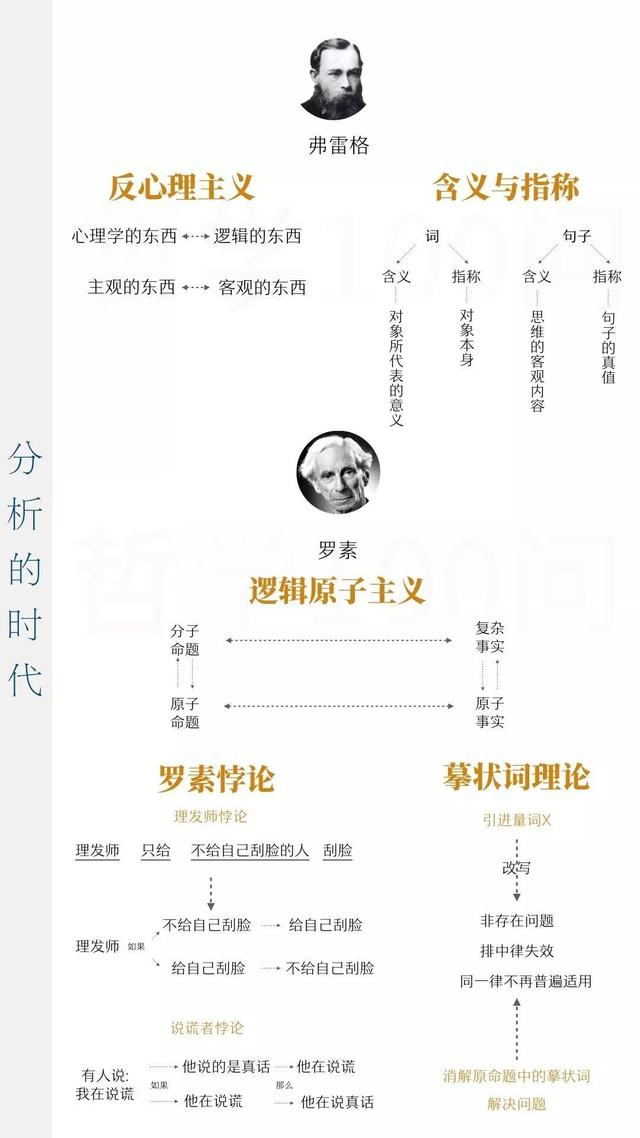 分析的时代
弗雷格
反心理主义
心理学的东西 逻辑的东西
主观的东西 客观的东西
含义与指称
词 句子
含义 指称 含义 指称
对象所代表的意义
对象本身
思维的客观内容
句子的真值
罗素
逻辑原子主义
分子
命题
复杂
事实
原子
命题
原子
事实
罗素悖论
理发师悖论
理发师 只给 不给自己刮脸的人 刮脸
理发师 如果
不给自己刮脸 给自己刮脸
给自己刮脸 不给自己刮脸
说谎者悖论
有人说:
我在说谎
如果
他说的是真话 他在说谎
那么
他在说谎 他在说真话
摹状词理论
引进量词X
改写
非存在问题
排中律失效
同一律不再普遍适用
消解原命题中的摹状词
解决问题
哲学100问
哲学100问